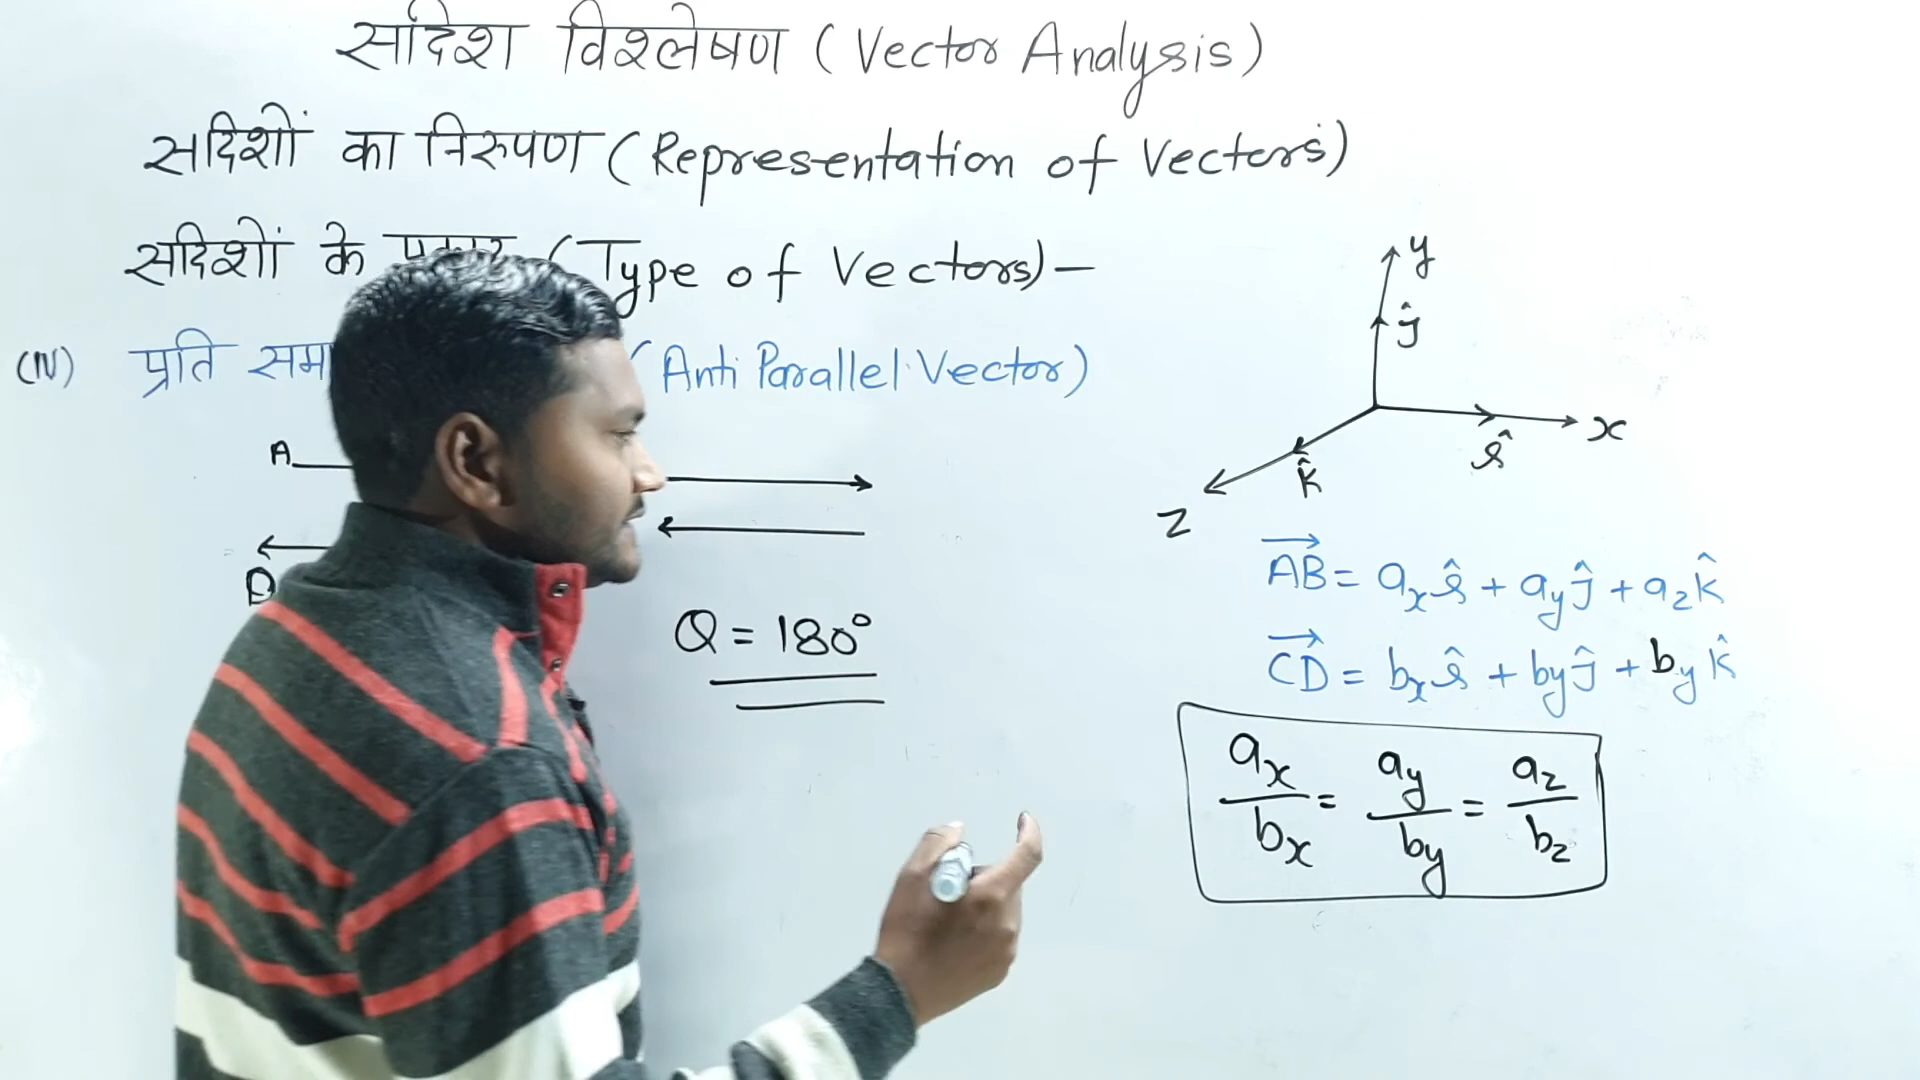 सदिश विश्लेषण (Vector Analysis)
सदिशों का निरुपण (Representation of Vectors)
सदिशों के (Type of Vectors) –
(IV) प्रति सम (Anti Parallel Vector)
A
D
Q = 180°
y
ĵ
x
î
k̂
z
AB→ = aₓî + a_yĵ + a_zk̂
CD→ = bₓî + b_yĵ + b_yk̂
aₓ/bₓ = a_y/b_y = a_z/b_z